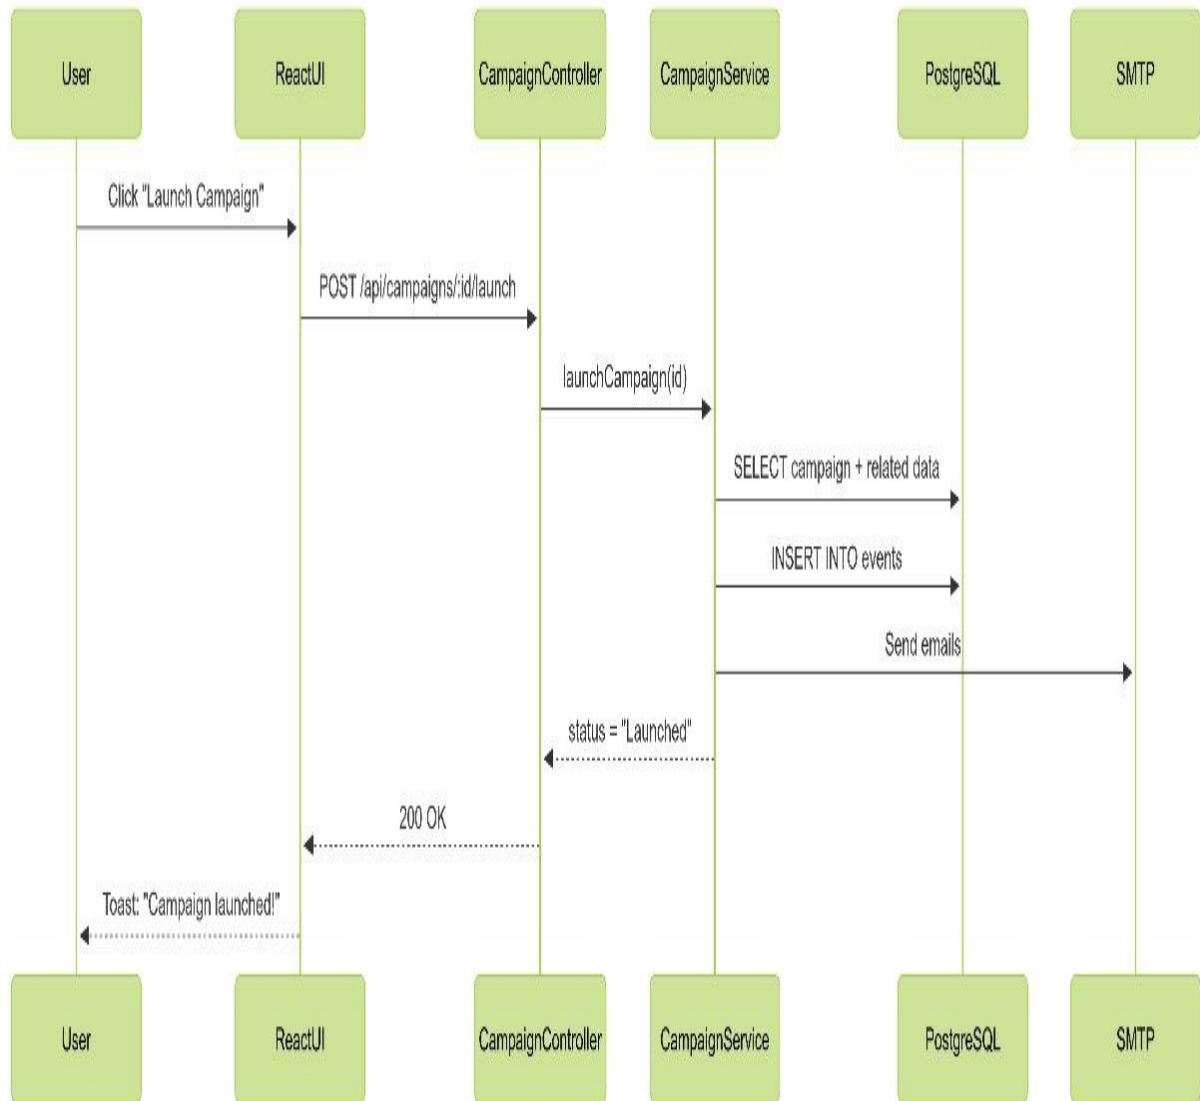 User
ReactUI
CampaignController
CampaignService
PostgreSQL
SMTP
Click "Launch Campaign"
POST /api/campaigns/:id/launch
launchCampaign(id)
SELECT campaign + related data
INSERT INTO events
Send emails
status = "Launched"
200 OK
Toast: "Campaign launched!"
User
ReactUI
CampaignController
CampaignService
PostgreSQL
SMTP